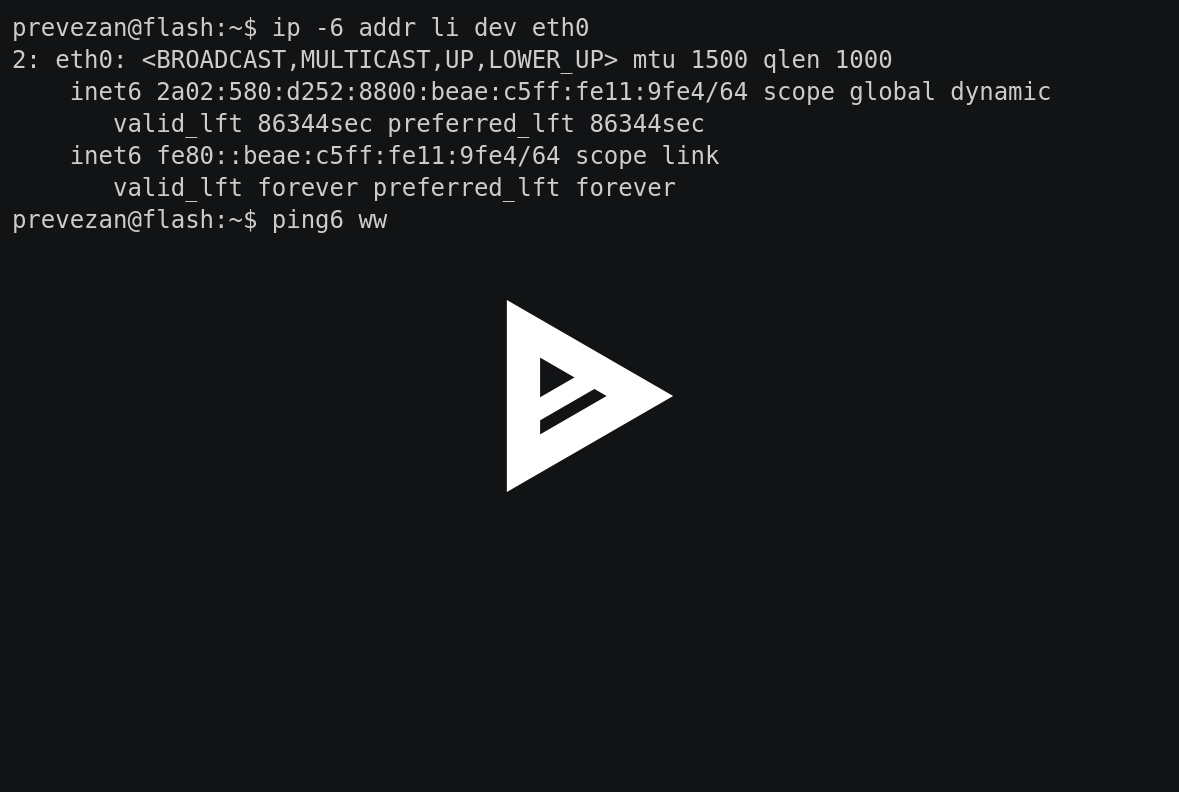 prevezan@flash:~$ ip -6 addr li dev eth0
2: eth0: <BROADCAST,MULTICAST,UP,LOWER_UP> mtu 1500 qlen 1000
    inet6 2a02:580:d252:8800:beae:c5ff:fe11:9fe4/64 scope global dynamic
       valid_lft 86344sec preferred_lft 86344sec
    inet6 fe80::beae:c5ff:fe11:9fe4/64 scope link
       valid_lft forever preferred_lft forever
prevezan@flash:~$ ping6 ww